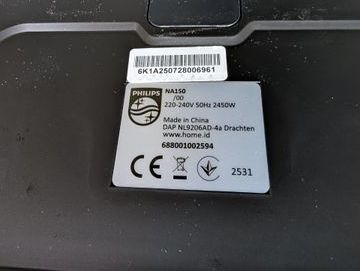 6K1A250728006961
PHILIPS
NA150
/00
220-240V 50Hz 2450W
Made in China
DAP NL9206AD-4a Drachten
www.home.id
688001002594
CE
2531